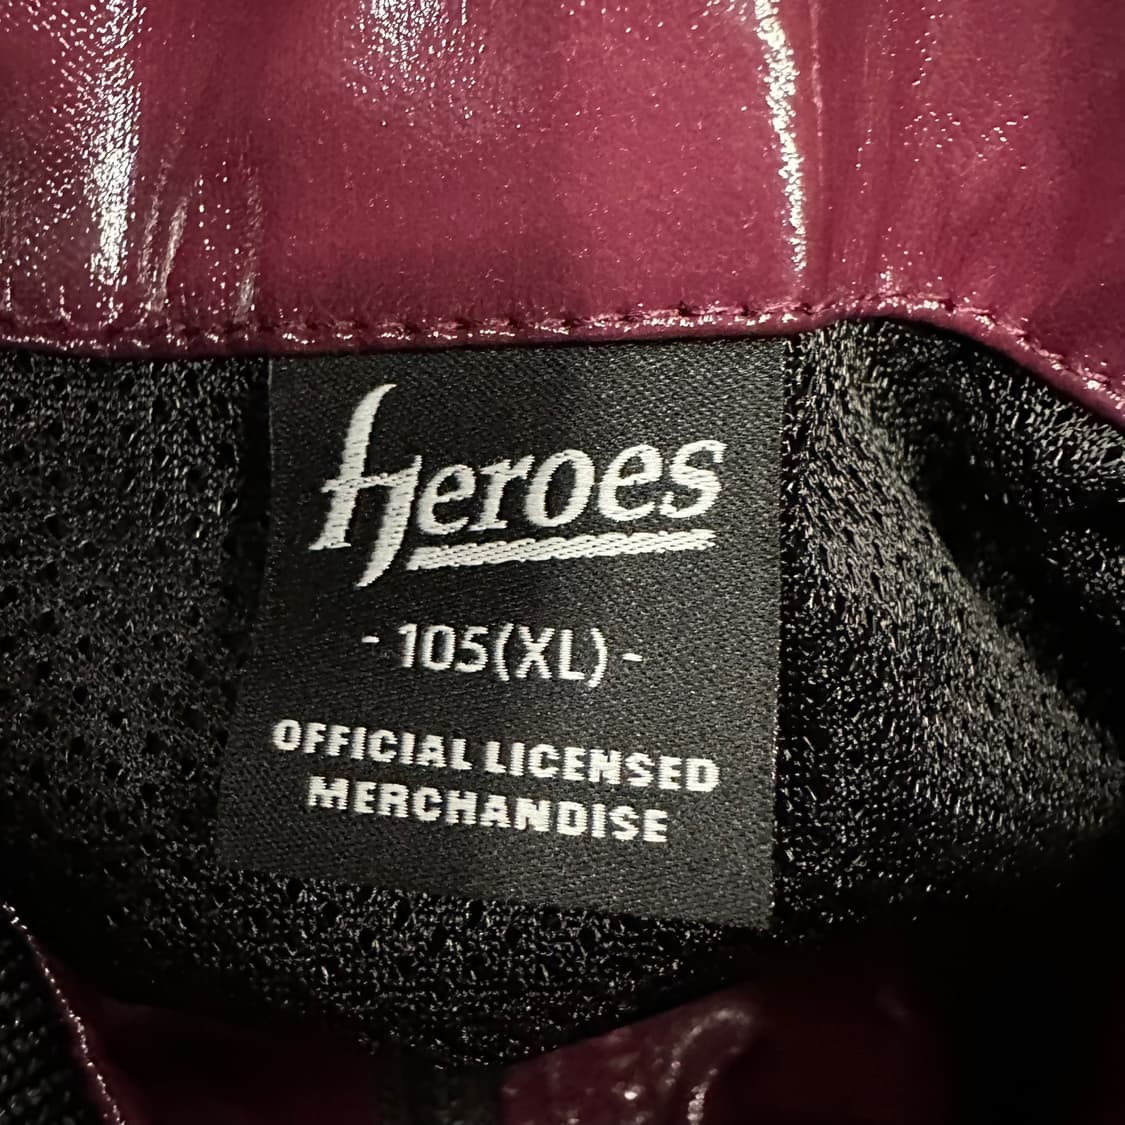 heroes
- 105(XL) -
OFFICIAL LICENSED
MERCHANDISE